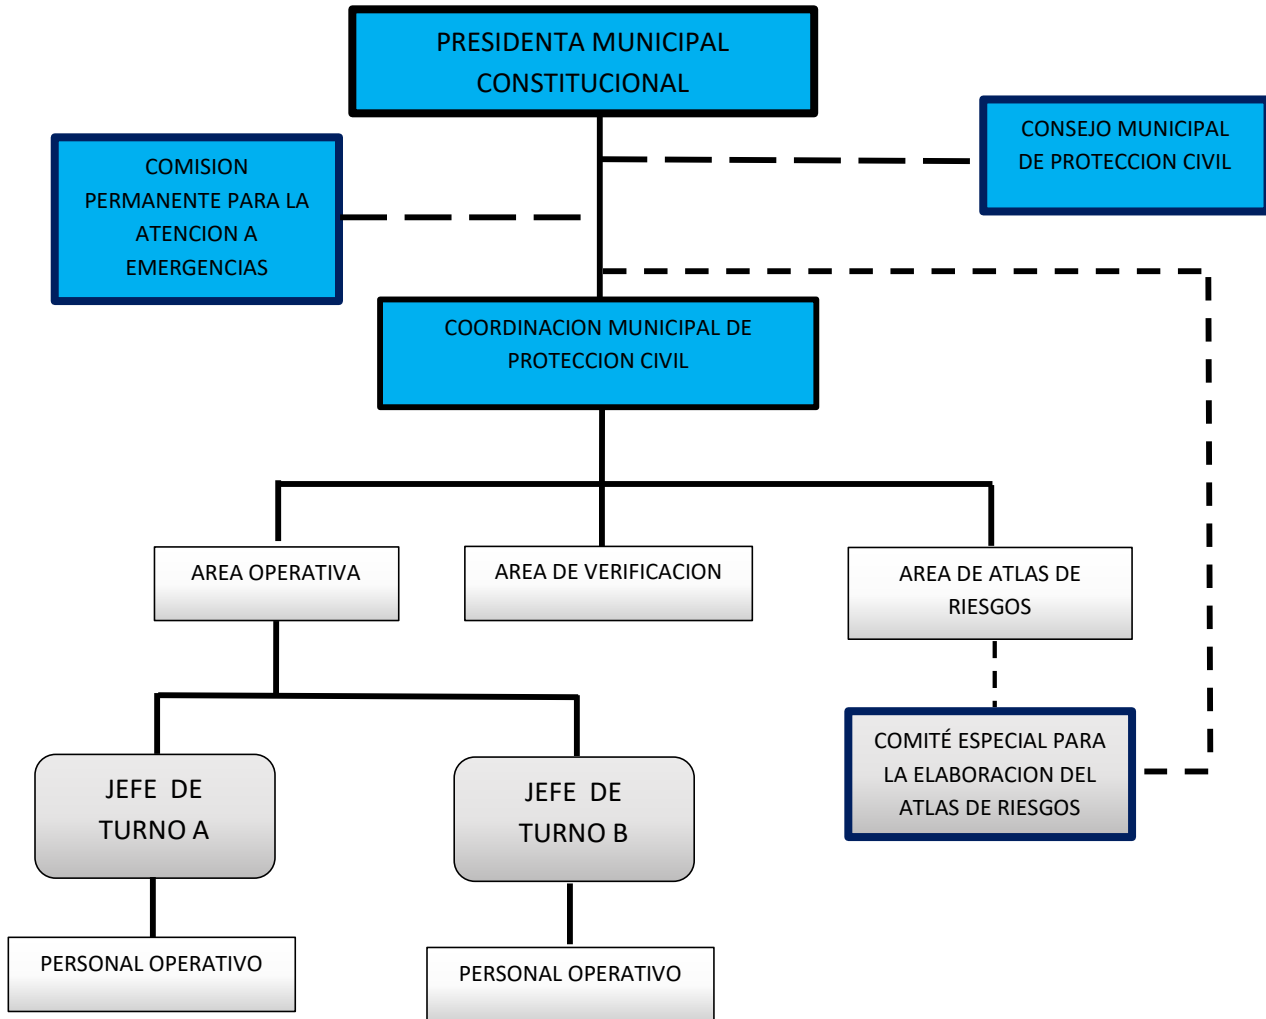 PRESIDENTA MUNICIPAL
CONSTITUCIONAL
CONSEJO MUNICIPAL
DE PROTECCION CIVIL
COMISION
PERMANENTE PARA LA
ATENCION A
EMERGENCIAS
COORDINACION MUNICIPAL DE
PROTECCION CIVIL
AREA OPERATIVA
AREA DE VERIFICACION
AREA DE ATLAS DE
RIESGOS
COMITÉ ESPECIAL PARA
LA ELABORACION DEL
ATLAS DE RIESGOS
JEFE DE
TURNO A
JEFE DE
TURNO B
PERSONAL OPERATIVO
PERSONAL OPERATIVO